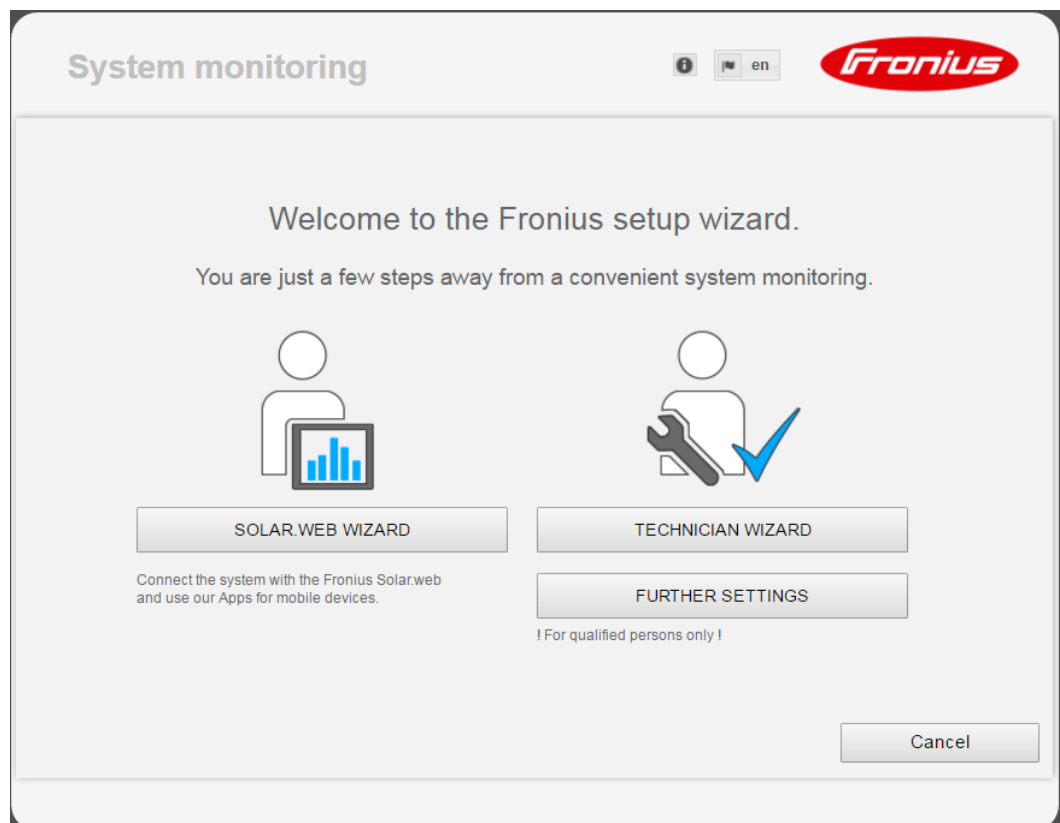 System monitoring
en
Fronius
Welcome to the Fronius setup wizard.
You are just a few steps away from a convenient system monitoring.
SOLAR.WEB WIZARD
Connect the system with the Fronius Solar.web
and use our Apps for mobile devices.
TECHNICIAN WIZARD
FURTHER SETTINGS
! For qualified persons only !
Cancel